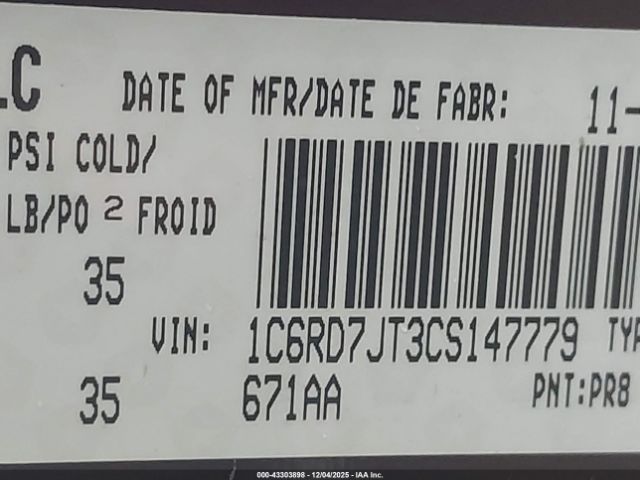 LC DATE OF MFR/DATE DE FABR: 11-
PSI COLD/
LB/PO 2 FROID
35
VIN: 1C6RD7JT3CS147779 TYP
35 671AA PNT:PR8
000-43303898 - 12/04/2025 - IAA Inc.